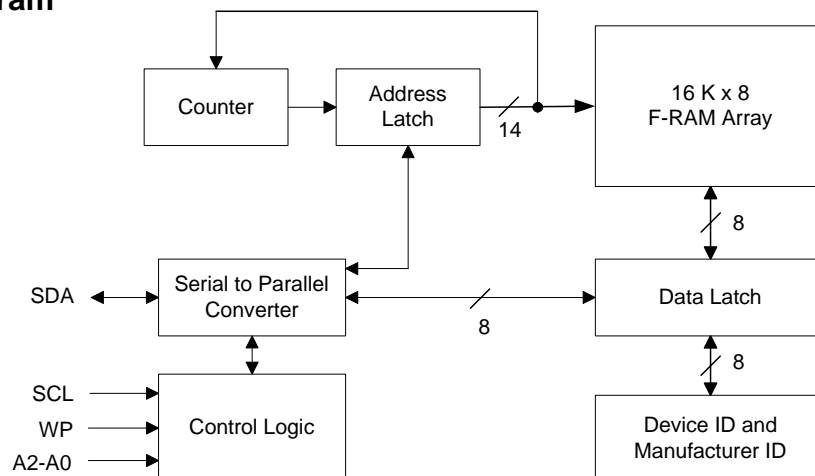 Counter
Address
Latch
14
16 K x 8
F-RAM Array
8
SDA
Serial to Parallel
Converter
8
Data Latch
8
SCL
WP
A2-A0
Control Logic
Device ID and
Manufacturer ID